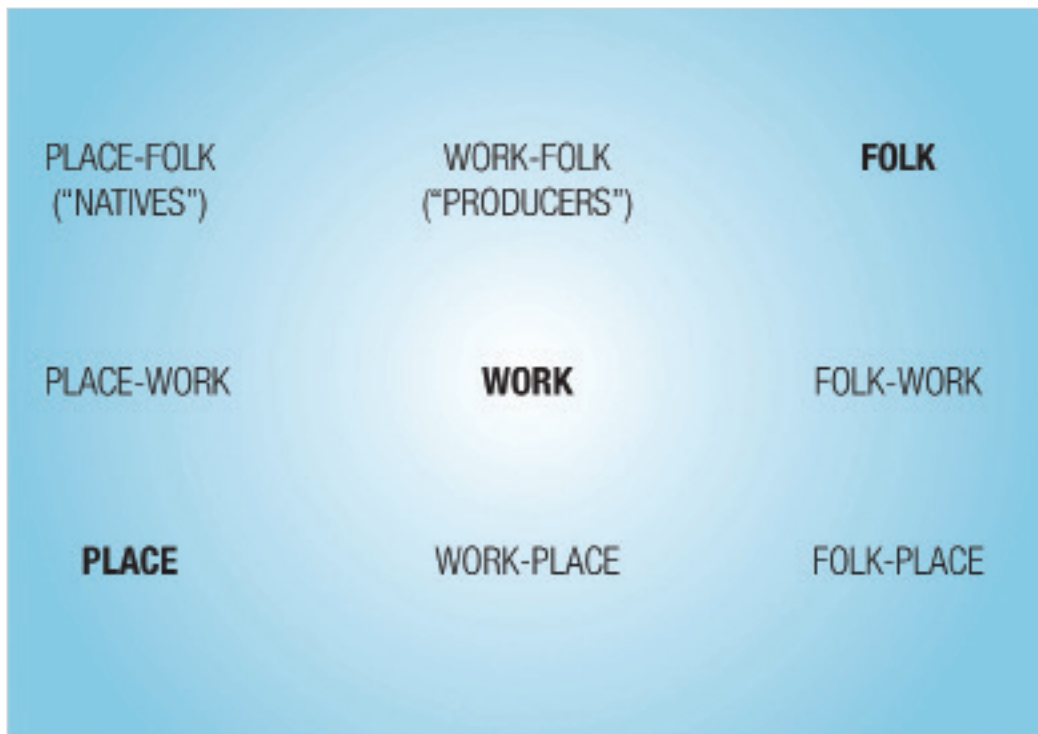 PLACE-FOLK
("NATIVES")
WORK-FOLK
("PRODUCERS")
FOLK
PLACE-WORK
WORK
FOLK-WORK
PLACE
WORK-PLACE
FOLK-PLACE